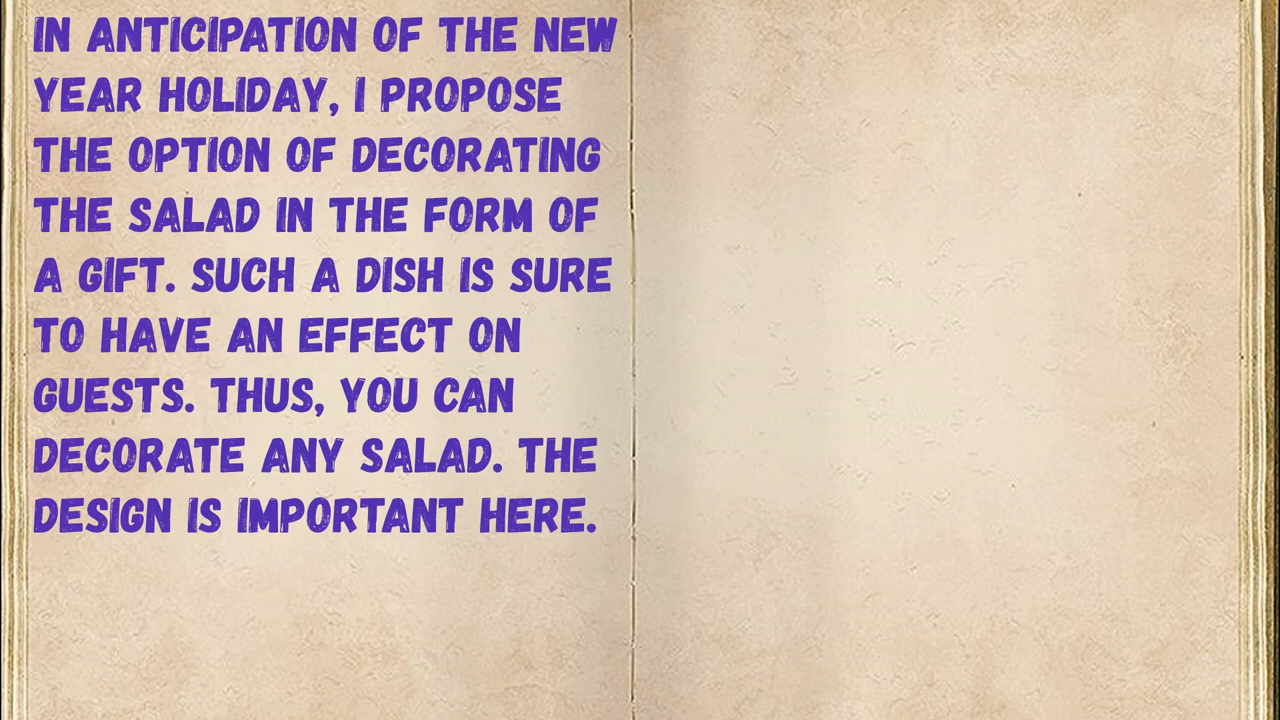 IN ANTICIPATION OF THE NEW
YEAR HOLIDAY, I PROPOSE
THE OPTION OF DECORATING
THE SALAD IN THE FORM OF
A GIFT. SUCH A DISH IS SURE
TO HAVE AN EFFECT ON
GUESTS. THUS, YOU CAN
DECORATE ANY SALAD. THE
DESIGN IS IMPORTANT HERE.